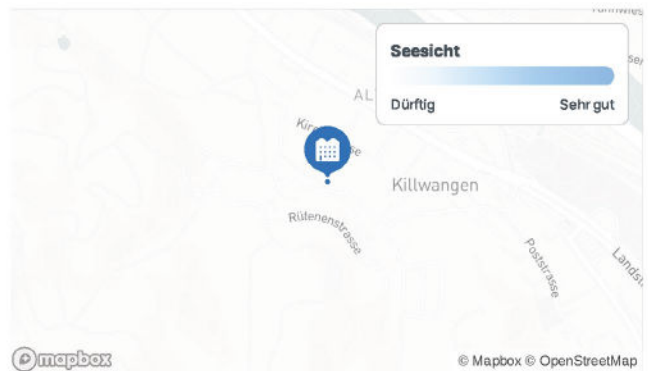 Seesicht
Dürftig
Sehr gut
AL
Killwangen
Rütenenstrasse
Poststrasse
mapbox
© Mapbox © OpenStreetMap